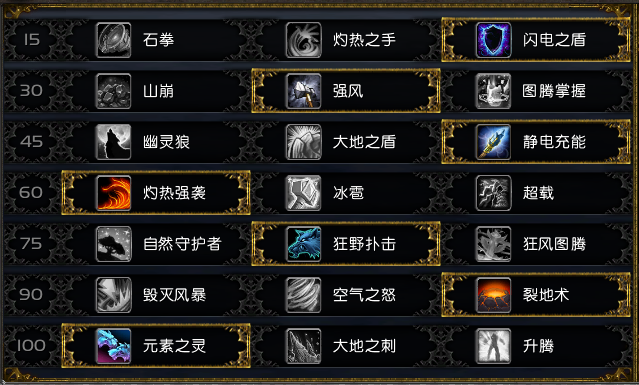 15 石拳 灼热之手 闪电之盾
30 山崩 强风 图腾掌握
45 幽灵狼 大地之盾 静电充能
60 灼热强袭 冰雹 超载
75 自然守护者 狂野扑击 狂风图腾
90 毁灭风暴 空气之怒 裂地术
100 元素之灵 大地之刺 升腾